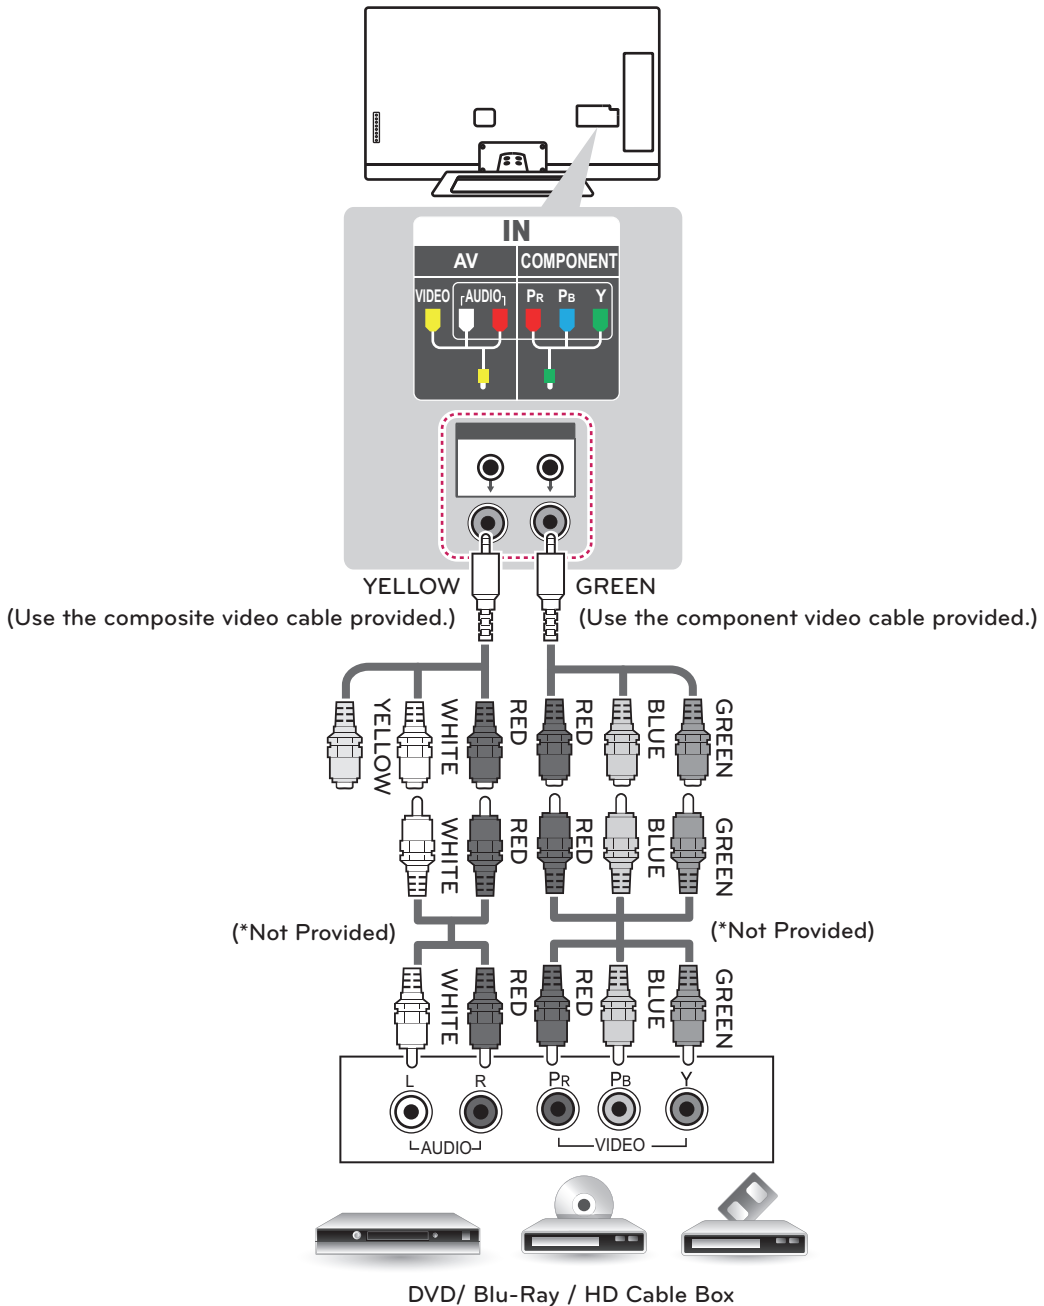 IN
AV COMPONENT
VIDEO AUDIO PR PB Y
YELLOW GREEN
(Use the composite video cable provided.) (Use the component video cable provided.)
YELLOW WHITE RED RED BLUE GREEN
WHITE RED RED BLUE GREEN
(*Not Provided) (*Not Provided)
WHITE RED RED BLUE GREEN
L R PR PB Y
AUDIO VIDEO
DVD/ Blu-Ray / HD Cable Box